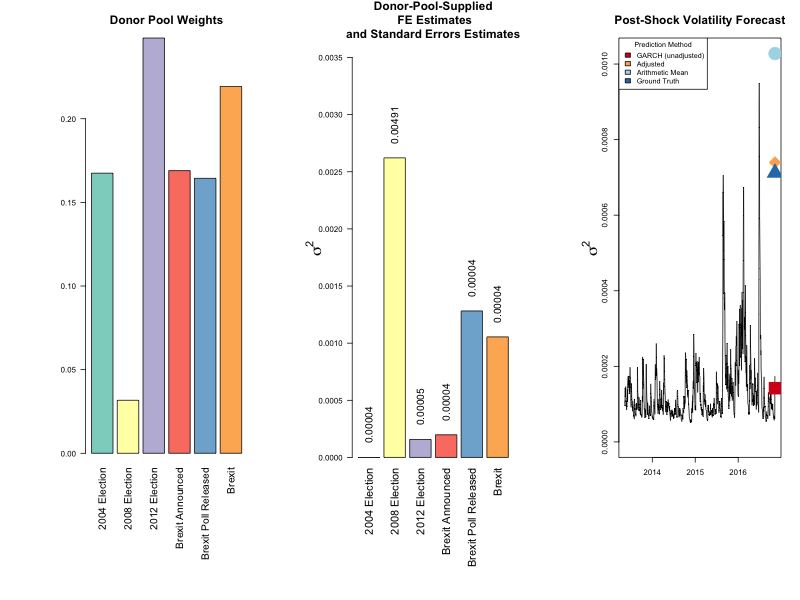 Donor Pool Weights
0.20
0.15
0.10
0.05
0.00
2004 Election
2008 Election
2012 Election
Brexit Announced
Brexit Poll Released
Brexit
Donor-Pool-Supplied
FE Estimates
and Standard Errors Estimates
σ2
0.0035
0.0030
0.0025
0.0020
0.0015
0.0010
0.0005
0.0000
0.00004
0.00491
0.00005
0.00004
0.00004
0.00004
2004 Election
2008 Election
2012 Election
Brexit Announced
Brexit Poll Released
Brexit
Post-Shock Volatility Forecast
σ2
0.0010
0.0008
0.0006
0.0004
0.0002
0.0000
Prediction Method
GARCH (unadjusted)
Adjusted
Arithmetic Mean
Ground Truth
2014
2015
2016